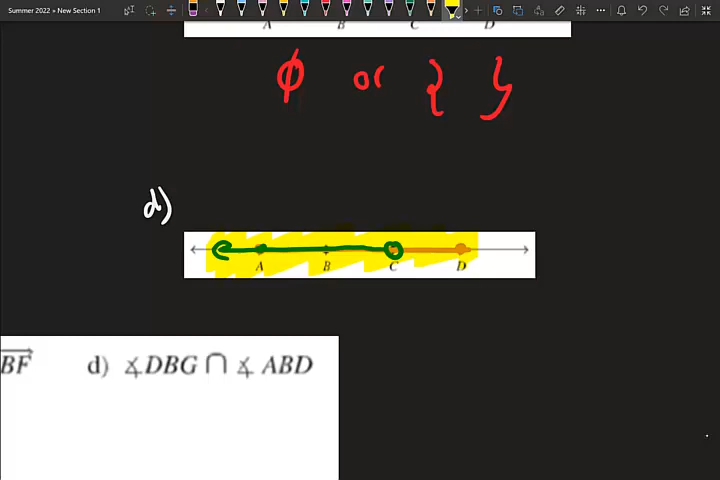 Summer 2022 » New Section 1
A B C D
ϕ or { }
d)
A B C D
BF d) ∡DBG ∩ ∡ ABD